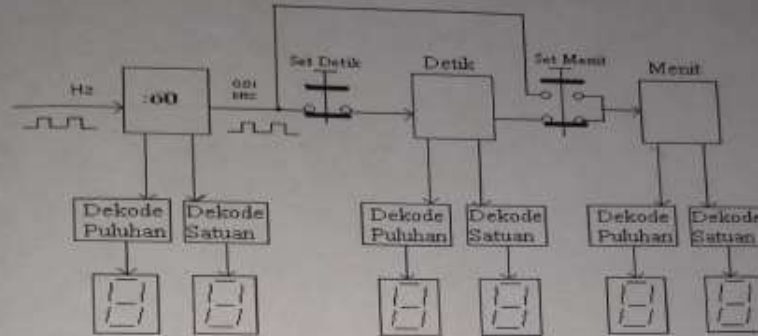 Set Detik
Detik
Set Menit
Menit
Hz
:60
Dekode
Puluhan
Dekode
Satuan
Dekode
Puluhan
Dekode
Satuan
Dekode
Puluhan
Dekode
Satuan